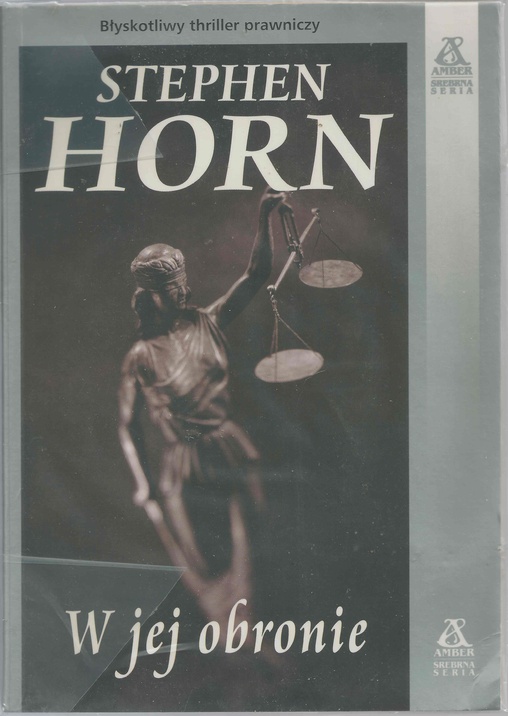 Błyskotliwy thriller prawniczy
STEPHEN
HORN
AMBER
SREBRNA
SERIA
W jej obronie
AMBER
SREBRNA
SERIA